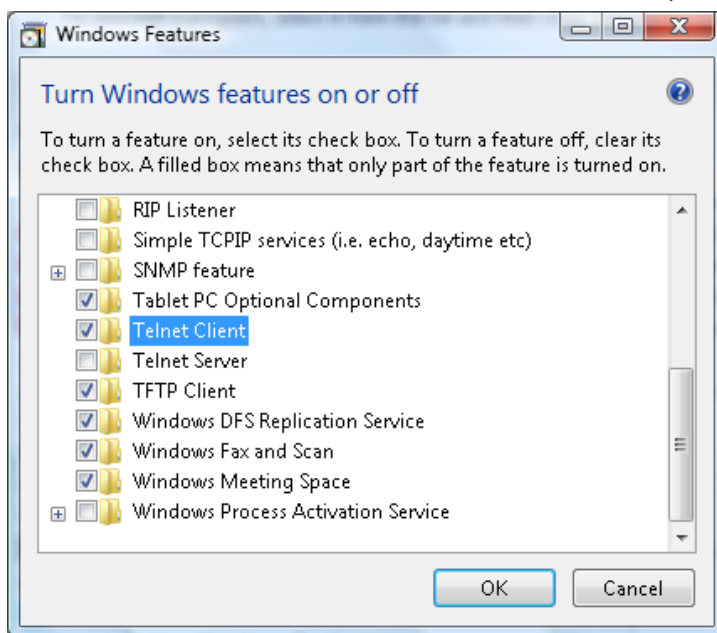 Windows Features
Turn Windows features on or off
To turn a feature on, select its check box. To turn a feature off, clear its
check box. A filled box means that only part of the feature is turned on.
RIP Listener
Simple TCPIP services (i.e. echo, daytime etc)
SNMP feature
Tablet PC Optional Components
Telnet Client
Telnet Server
TFTP Client
Windows DFS Replication Service
Windows Fax and Scan
Windows Meeting Space
Windows Process Activation Service
OK
Cancel